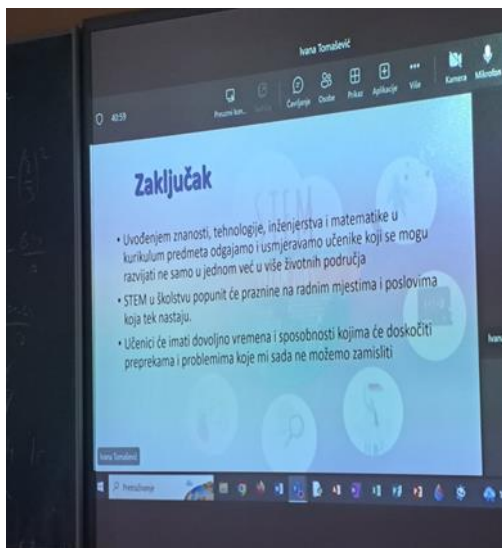 Ivana Tomašević
40:59
Preuzmi kon...
Čavljanje
Osobe
Prikaz
Aplikacije
Više
Kamera
Mikrofon
STEM
Zaključak
• Uvođenjem znanosti, tehnologije, inženjerstva i matematike u
kurikulum predmeta odgajamo i usmjeravamo učenike koji se mogu
razvijati ne samo u jednom već u više životnih područja
• STEM u školstvu popunit će praznine na radnim mjestima i poslovima
koja tek nastaju.
• Učenici će imati dovoljno vremena i sposobnosti kojima će doskočiti
preprekama i problemima koje mi sada ne možemo zamisliti
Ivana Tomašević
Pretraživanje